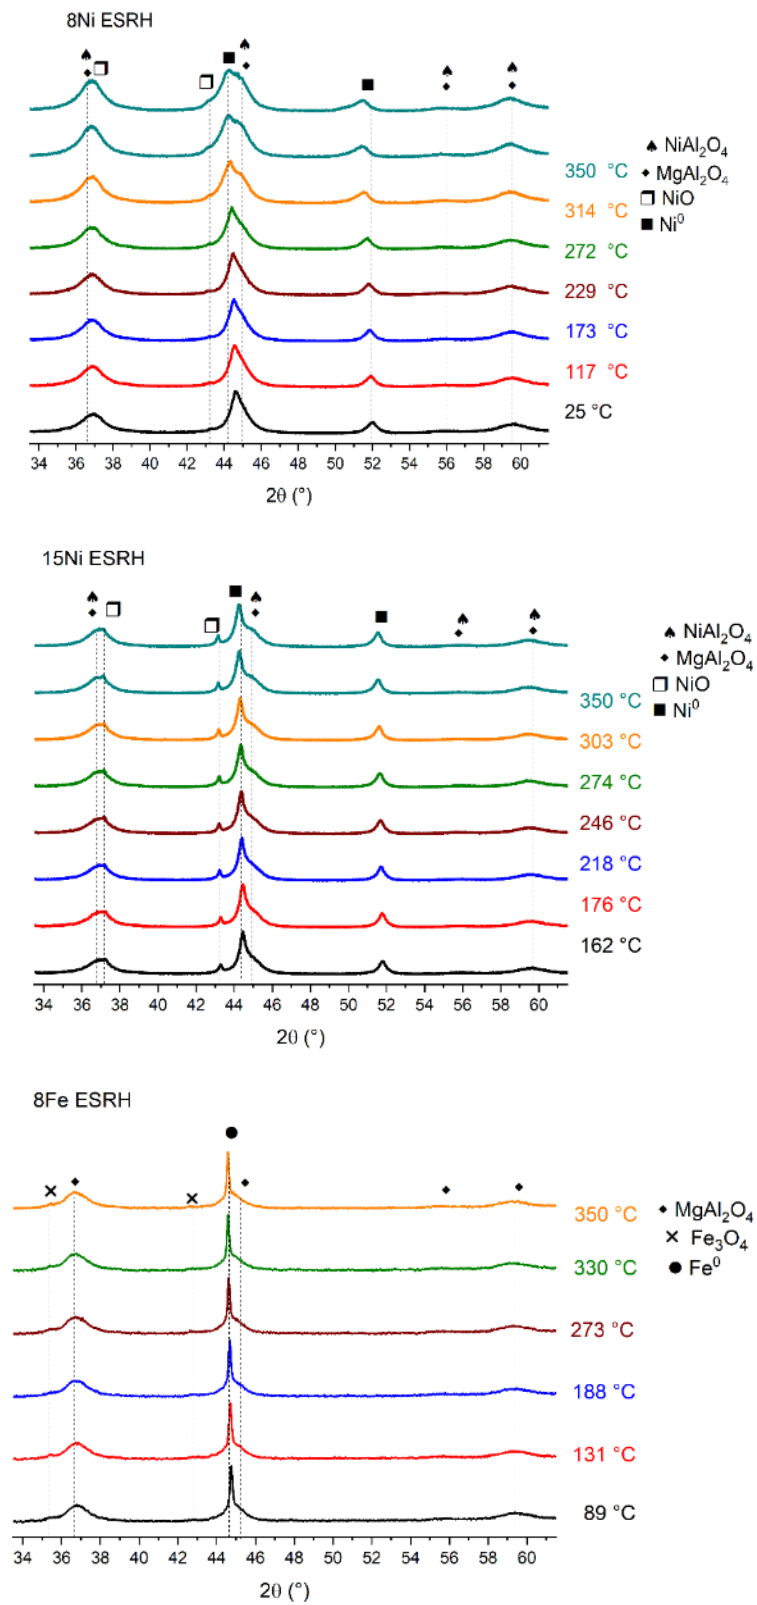 8Ni ESRH
♠ NiAl₂O₄
♦ MgAl₂O₄
❒ NiO
■ Ni⁰
350 °C
314 °C
272 °C
229 °C
173 °C
117 °C
25 °C
34 36 38 40 42 44 46 48 50 52 54 56 58 60
2θ (°)
15Ni ESRH
♠ NiAl₂O₄
♦ MgAl₂O₄
❒ NiO
■ Ni⁰
350 °C
303 °C
274 °C
246 °C
218 °C
176 °C
162 °C
34 36 38 40 42 44 46 48 50 52 54 56 58 60
2θ (°)
8Fe ESRH
♦ MgAl₂O₄
× Fe₃O₄
● Fe⁰
350 °C
330 °C
273 °C
188 °C
131 °C
89 °C
34 36 38 40 42 44 46 48 50 52 54 56 58 60
2θ (°)